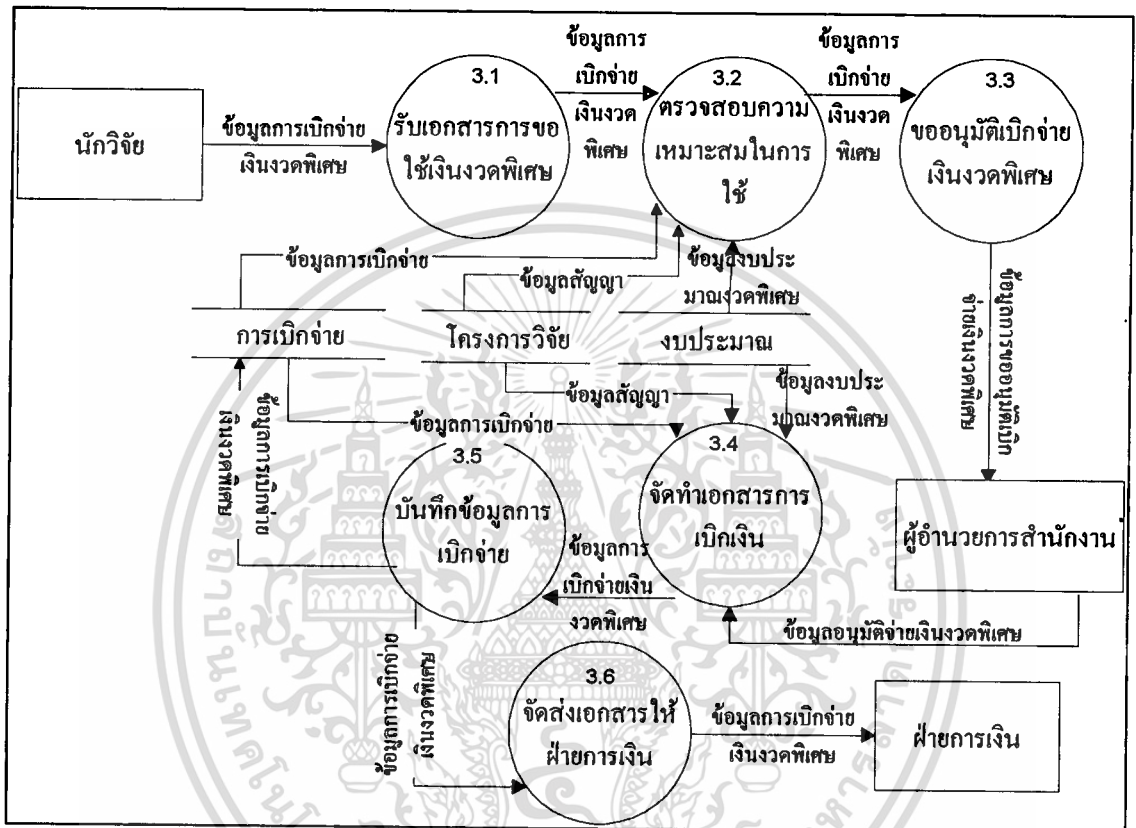 ข้อมูลการ
เบิกจ่าย
เงินงวด
พิเศษ
ข้อมูลการ
เบิกจ่าย
เงินงวด
พิเศษ
3.1
รับเอกสารการขอ
ใช้เงินงวดพิเศษ
3.2
ตรวจสอบความ
เหมาะสมในการ
ใช้
3.3
ขออนุมัติเบิกจ่าย
เงินงวดพิเศษ
นักวิจัย
ข้อมูลการเบิกจ่าย
เงินงวดพิเศษ
ข้อมูลการเบิกจ่าย
ข้อมูลสัญญา
ข้อมูลงบประ
มาณงวดพิเศษ
การเบิกจ่าย
โครงการวิจัย
งบประมาณ
ข้อมูลการขออนุมัติเบิก
จ่ายเงินงวดพิเศษ
ข้อมูลสัญญา
ข้อมูลงบประ
มาณงวดพิเศษ
ข้อมูลการเบิกจ่าย
ข้อมูลการเบิกจ่าย
เงินงวดพิเศษ
3.5
บันทึกข้อมูลการ
เบิกจ่าย
3.4
จัดทำเอกสารการ
เบิกเงิน
ผู้อำนวยการสำนักงาน
ข้อมูลการ
เบิกจ่ายเงิน
งวดพิเศษ
ข้อมูลอนุมัติจ่ายเงินงวดพิเศษ
ข้อมูลการเบิกจ่าย
เงินงวดพิเศษ
3.6
จัดส่งเอกสารให้
ฝ่ายการเงิน
ข้อมูลการเบิกจ่าย
เงินงวดพิเศษ
ฝ่ายการเงิน